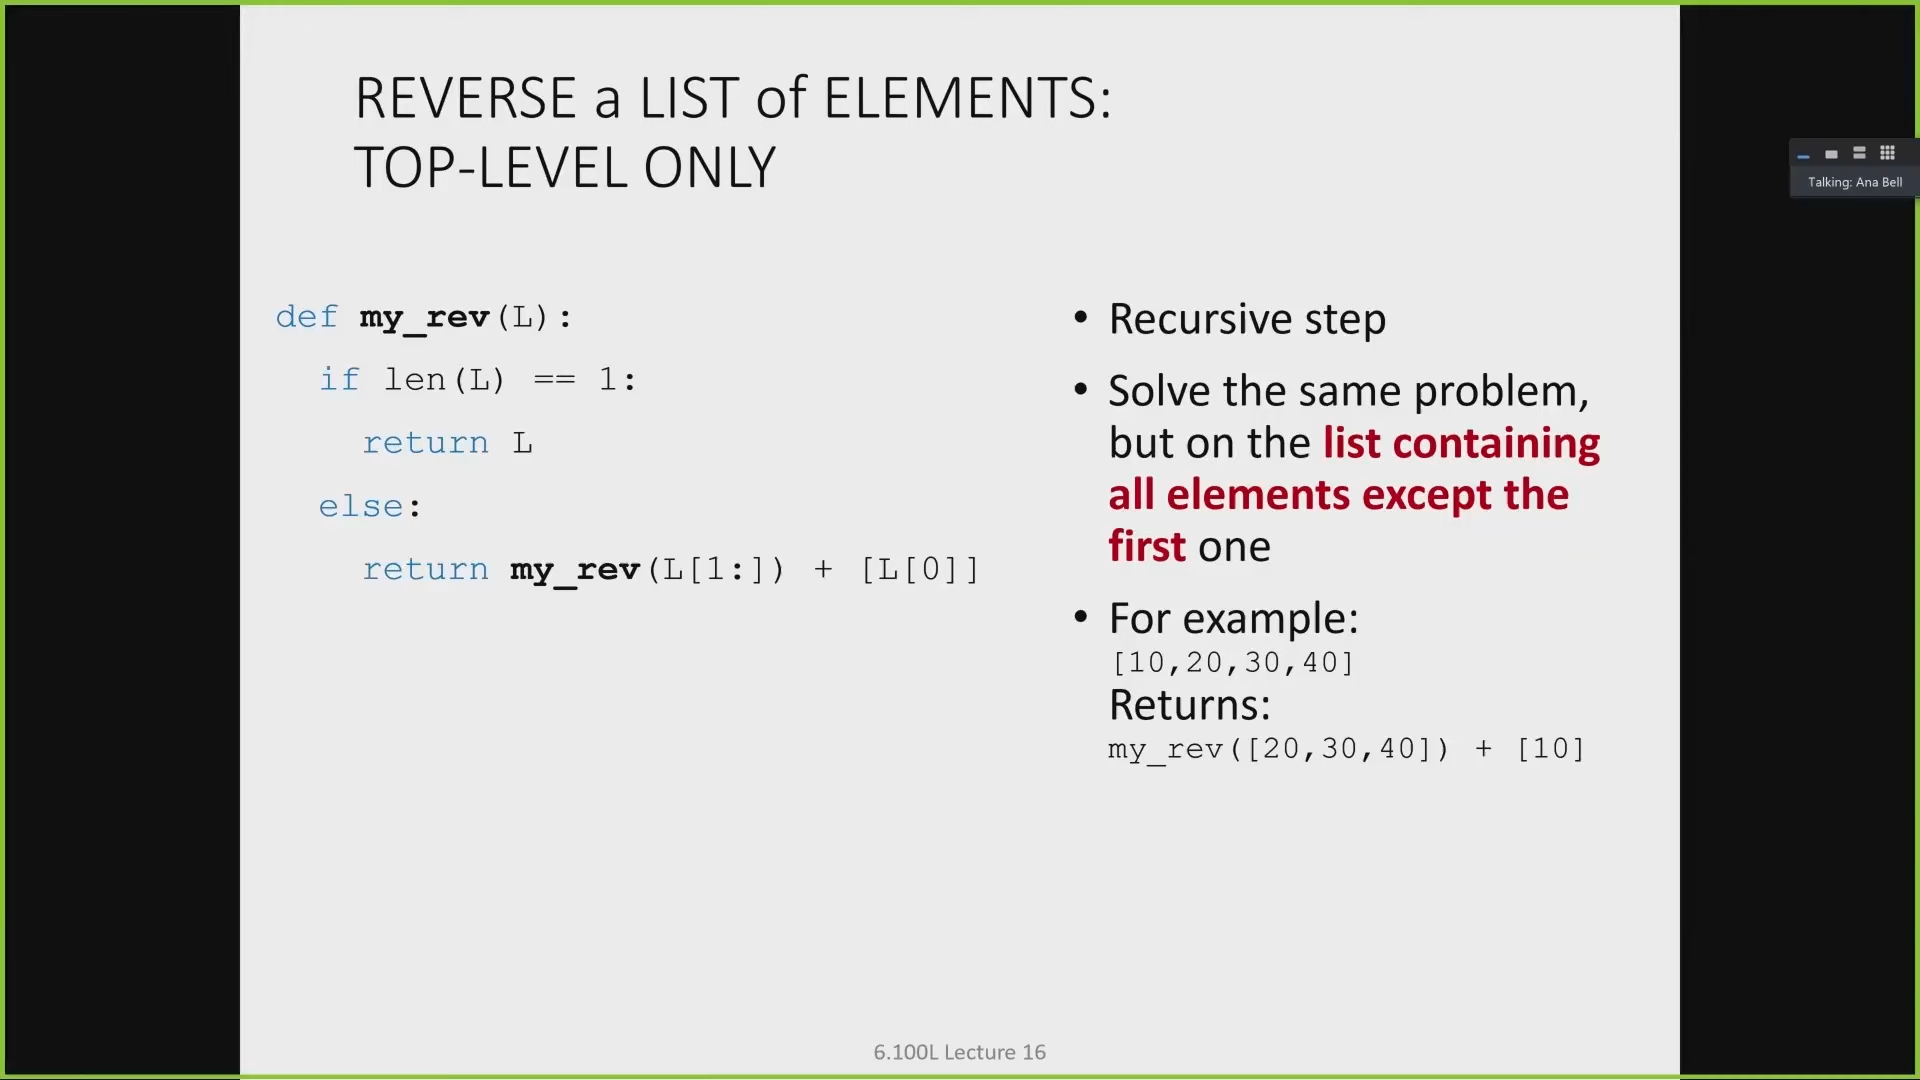 REVERSE a LIST of ELEMENTS:
TOP-LEVEL ONLY
def my_rev(L):
if len(L) == 1:
return L
else:
return my_rev(L[1:]) + [L[0]]
• Recursive step
• Solve the same problem,
but on the list containing
all elements except the
first one
• For example:
[10,20,30,40]
Returns:
my_rev([20,30,40]) + [10]
Talking: Ana Bell
6.100L Lecture 16